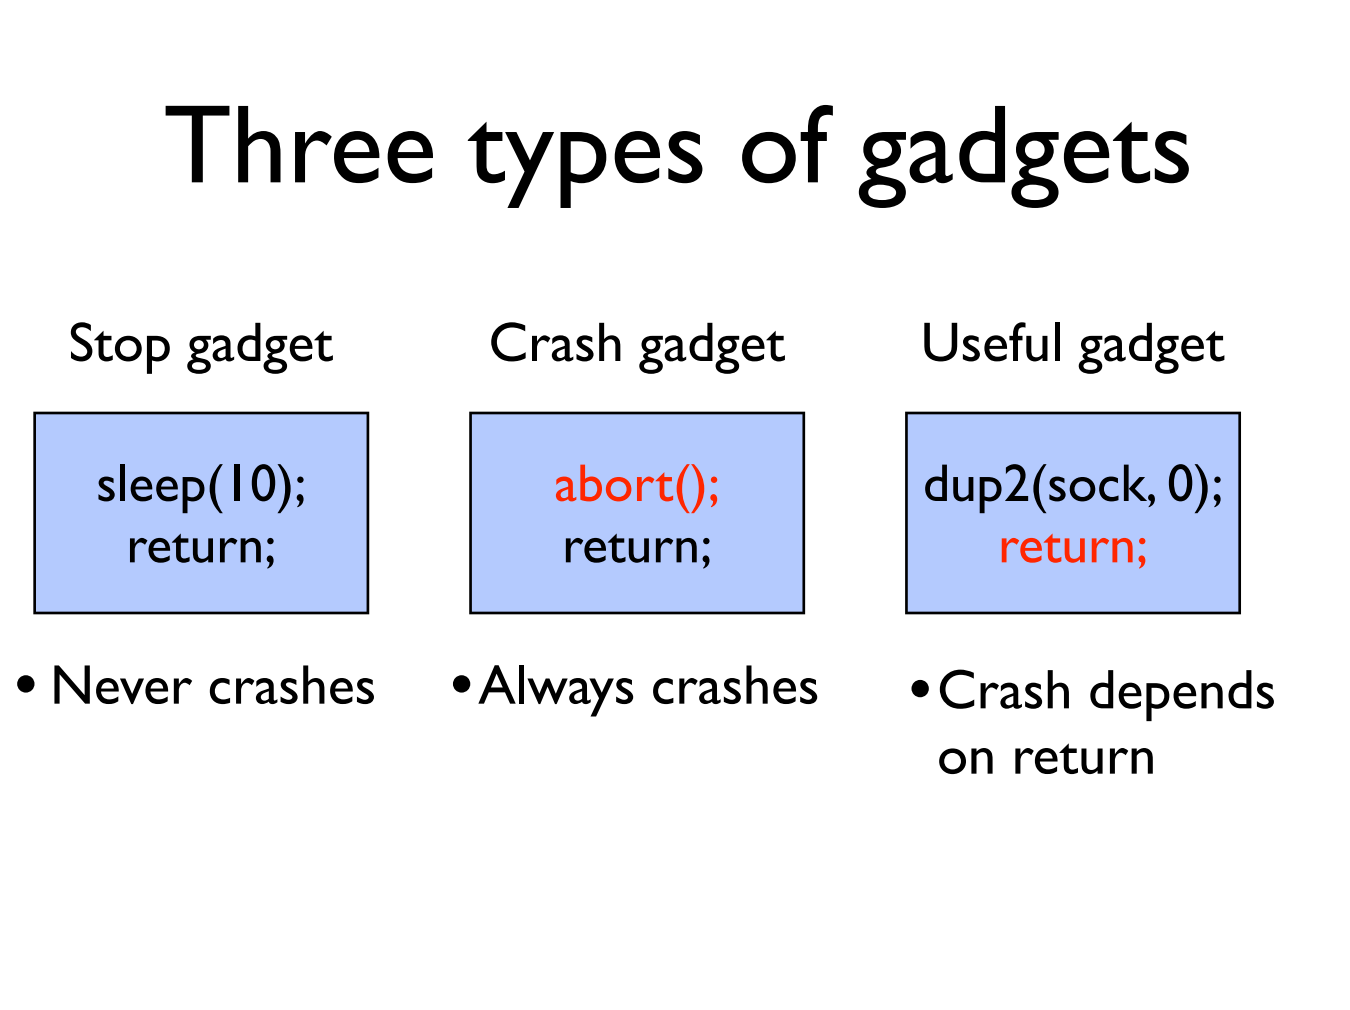 Three types of gadgets
Stop gadget
sleep(10);
return;
• Never crashes
Crash gadget
abort();
return;
• Always crashes
Useful gadget
dup2(sock, 0);
return;
• Crash depends
on return